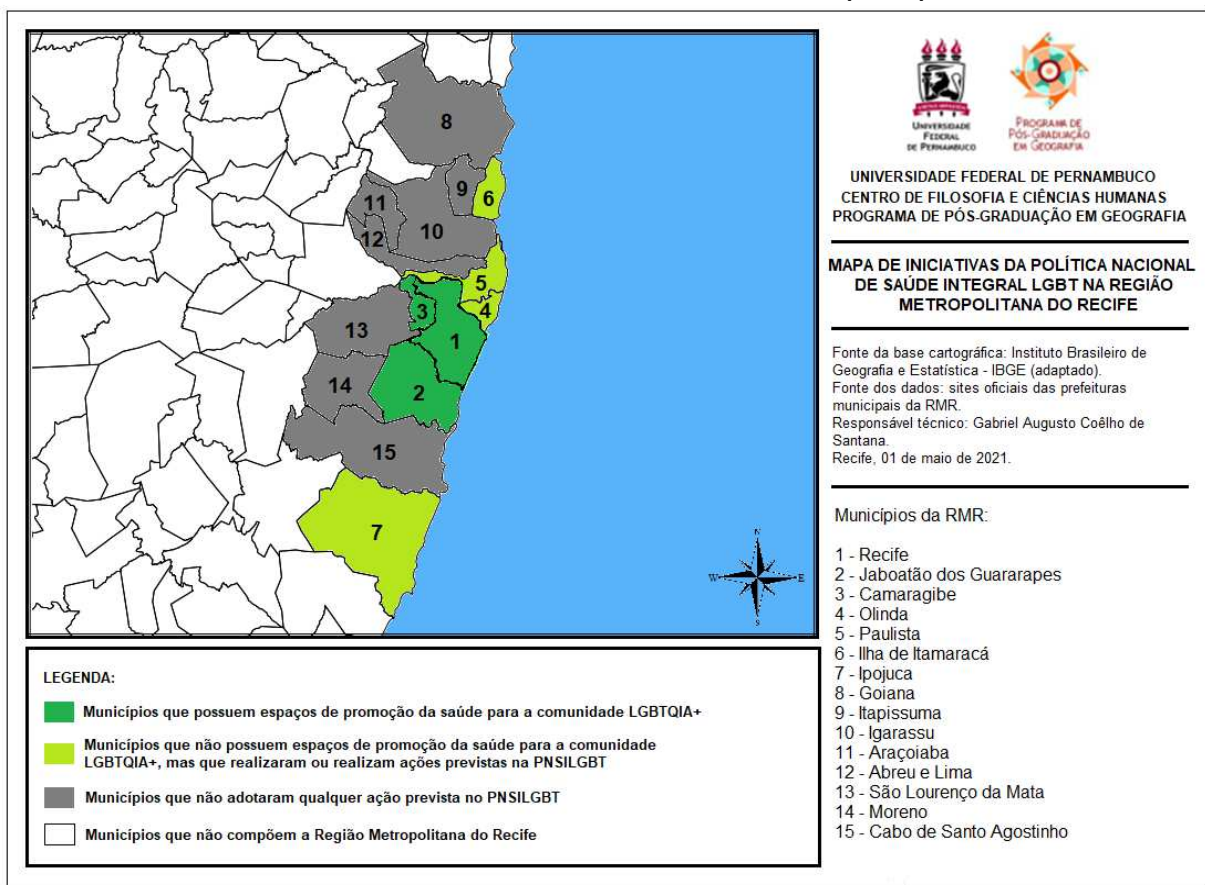 8
9
6
11
10
12
5
4
3
13
1
14
2
15
7
N
W
E
S
UNIVERSIDADE
FEDERAL
DE PERNAMBUCO
PROGRAMA DE
PÓS-GRADUAÇÃO
EM GEOGRAFIA
UNIVERSIDADE FEDERAL DE PERNAMBUCO
CENTRO DE FILOSOFIA E CIÊNCIAS HUMANAS
PROGRAMA DE PÓS-GRADUAÇÃO EM GEOGRAFIA
MAPA DE INICIATIVAS DA POLÍTICA NACIONAL
DE SAÚDE INTEGRAL LGBT NA REGIÃO
METROPOLITANA DO RECIFE
Fonte da base cartográfica: Instituto Brasileiro de
Geografia e Estatística - IBGE (adaptado).
Fonte dos dados: sites oficiais das prefeituras
municipais da RMR.
Responsável técnico: Gabriel Augusto Coêlho de
Santana.
Recife, 01 de maio de 2021.
Municípios da RMR:
1 - Recife
2 - Jaboatão dos Guararapes
3 - Camaragibe
4 - Olinda
5 - Paulista
6 - Ilha de Itamaracá
7 - Ipojuca
8 - Goiana
9 - Itapissuma
10 - Igarassu
11 - Araçoiaba
12 - Abreu e Lima
13 - São Lourenço da Mata
14 - Moreno
15 - Cabo de Santo Agostinho
LEGENDA:
Municípios que possuem espaços de promoção da saúde para a comunidade LGBTQIA+
Municípios que não possuem espaços de promoção da saúde para a comunidade
LGBTQIA+, mas que realizaram ou realizam ações previstas na PNSILGBT
Municípios que não adotaram qualquer ação prevista no PNSILGBT
Municípios que não compõem a Região Metropolitana do Recife